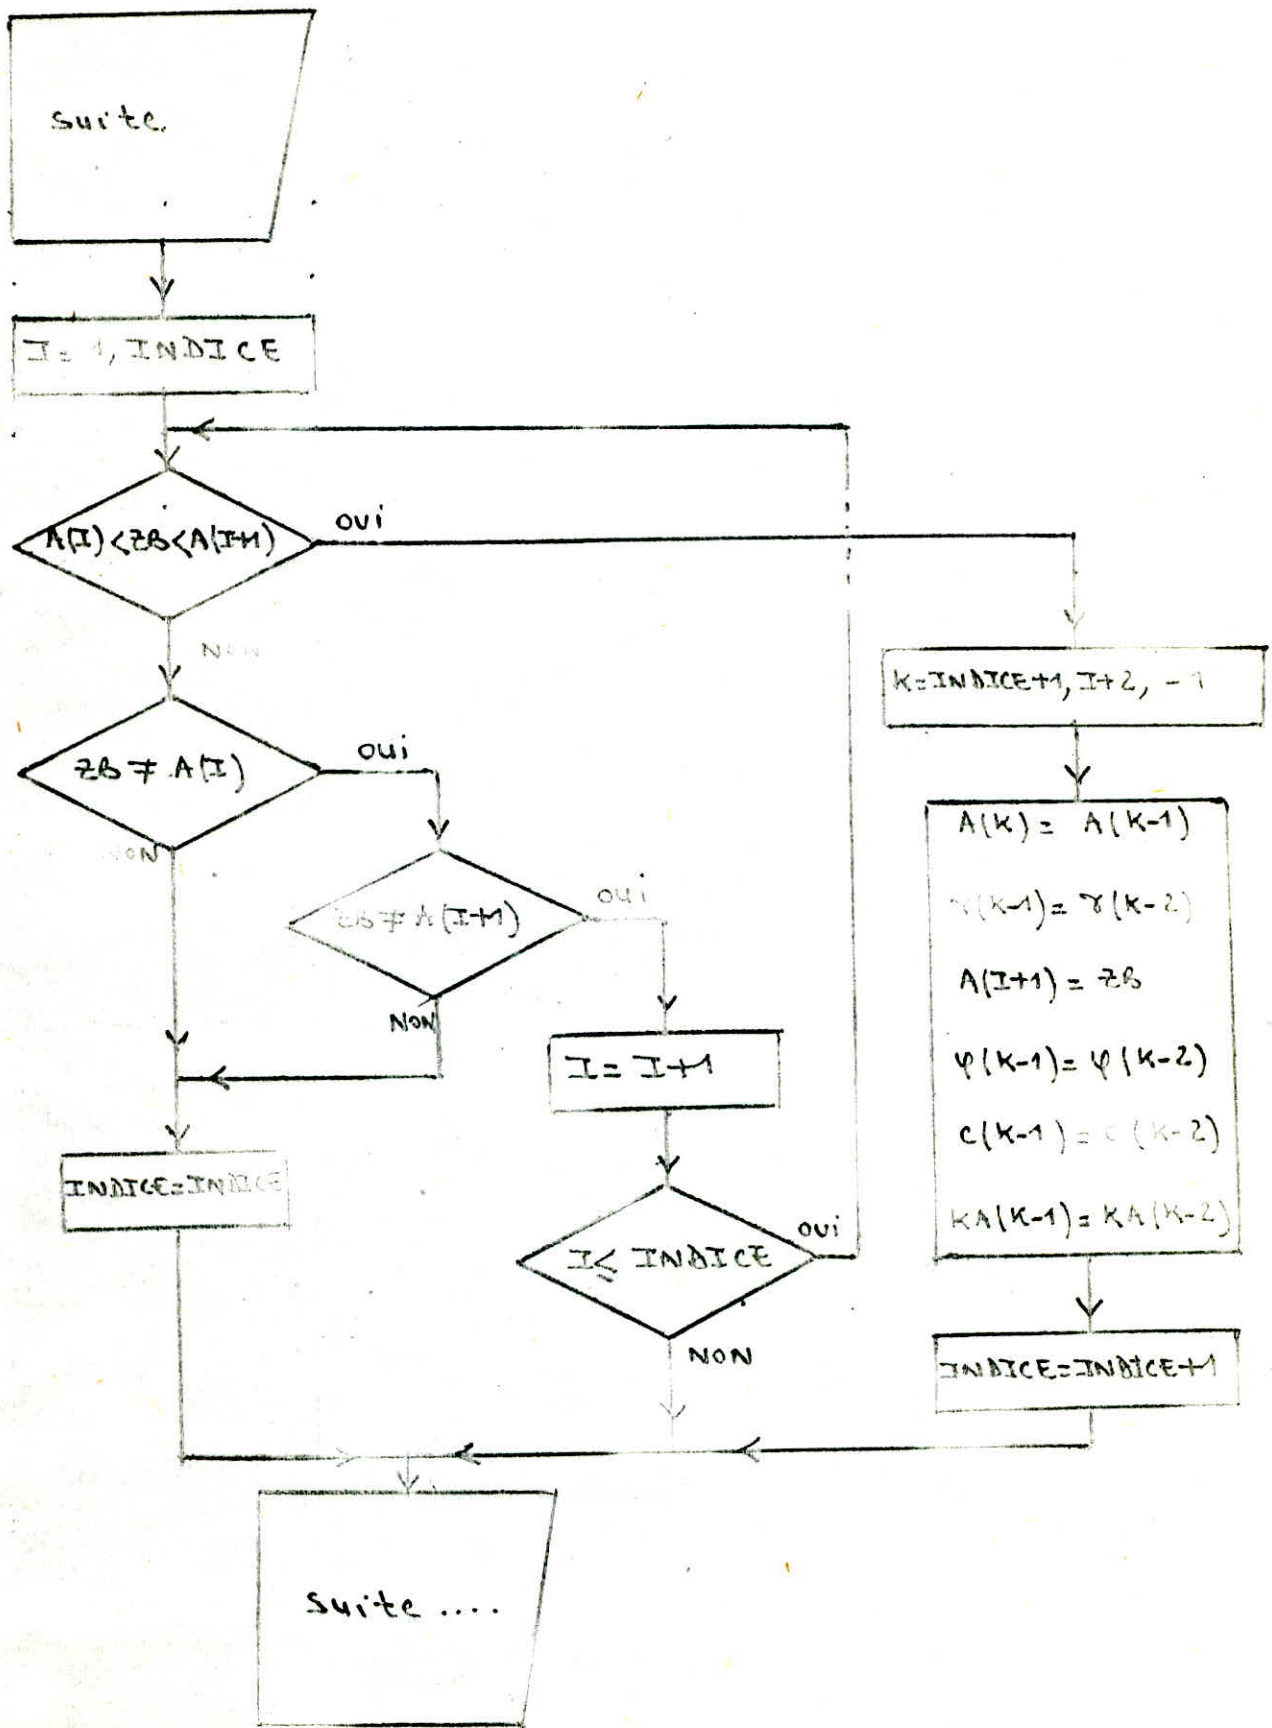 suite.
I= 1, INDICE
A(I)<ZB<A(I+1)
oui
NON
K=INDICE+1, I+2, -1
ZB ≠ A(I)
oui
NON
ZB ≠ A(I+1)
oui
NON
A(K) = A(K-1)
γ(K-1) = γ(K-2)
A(I+1) = ZB
φ(K-1) = φ(K-2)
C(K-1) = C(K-2)
KA(K-1) = KA(K-2)
I = I+1
INDICE=INDICE
I ≤ INDICE
oui
NON
INDICE=INDICE+1
suite ....